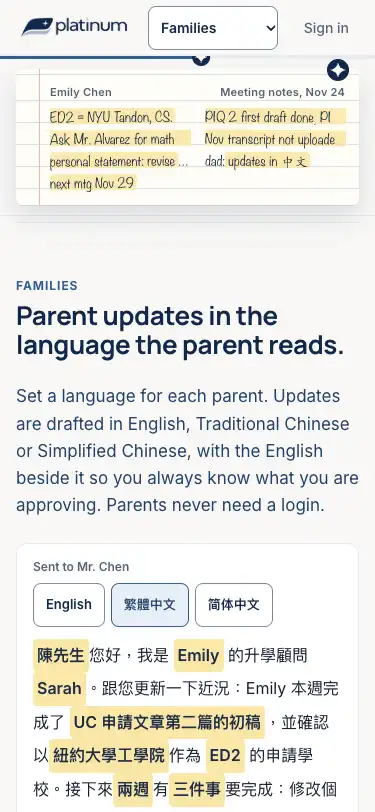 platinum
Families
Sign in
Emily Chen
Meeting notes, Nov 24
ED2 = NYU Tandon, CS.
Ask Mr. Alvarez for math
personal statement: revise ...
next mtg Nov 29
PIQ 2 first draft done, PI
Nov transcript not uploade
dad: updates in 中文
FAMILIES
Parent updates in the
language the parent reads.
Set a language for each parent. Updates
are drafted in English, Traditional Chinese
or Simplified Chinese, with the English
beside it so you always know what you are
approving. Parents never need a login.
Sent to Mr. Chen
English
繁體中文
简体中文
陳先生您好，我是 Emily 的升學顧問
Sarah。跟您更新一下近況：Emily 本週完
成了 UC 申請文章第二篇的初稿，並確認
以紐約大學工學院作為 ED2 的申請學
校。接下來兩週有三件事要完成：修改個